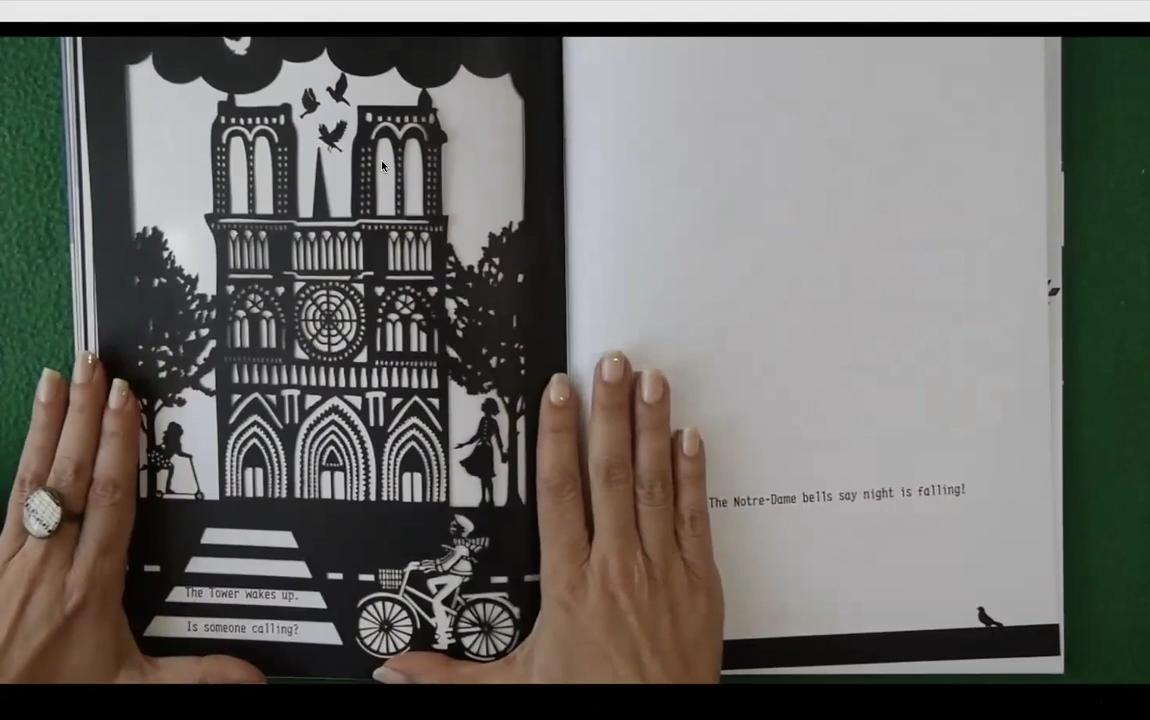 The Tower wakes up.
Is someone calling?
The Notre-Dame bells say night is falling!